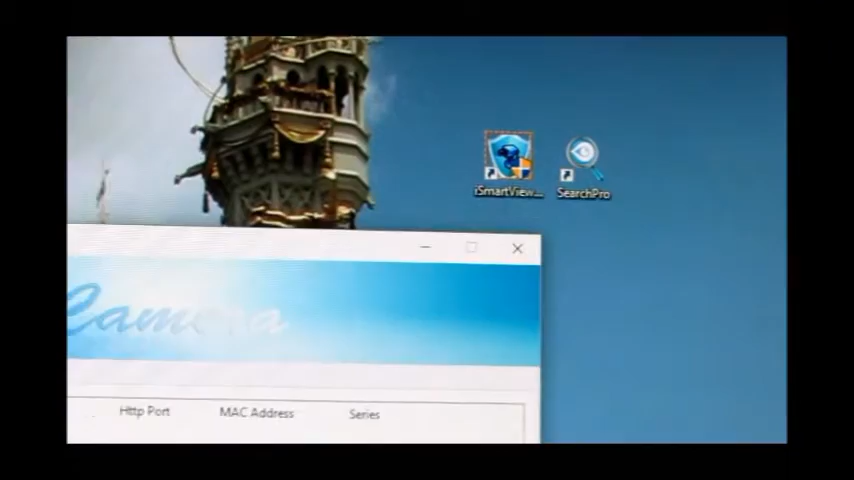 iSmartView...
SearchPro
Camera
Http Port
MAC Address
Series